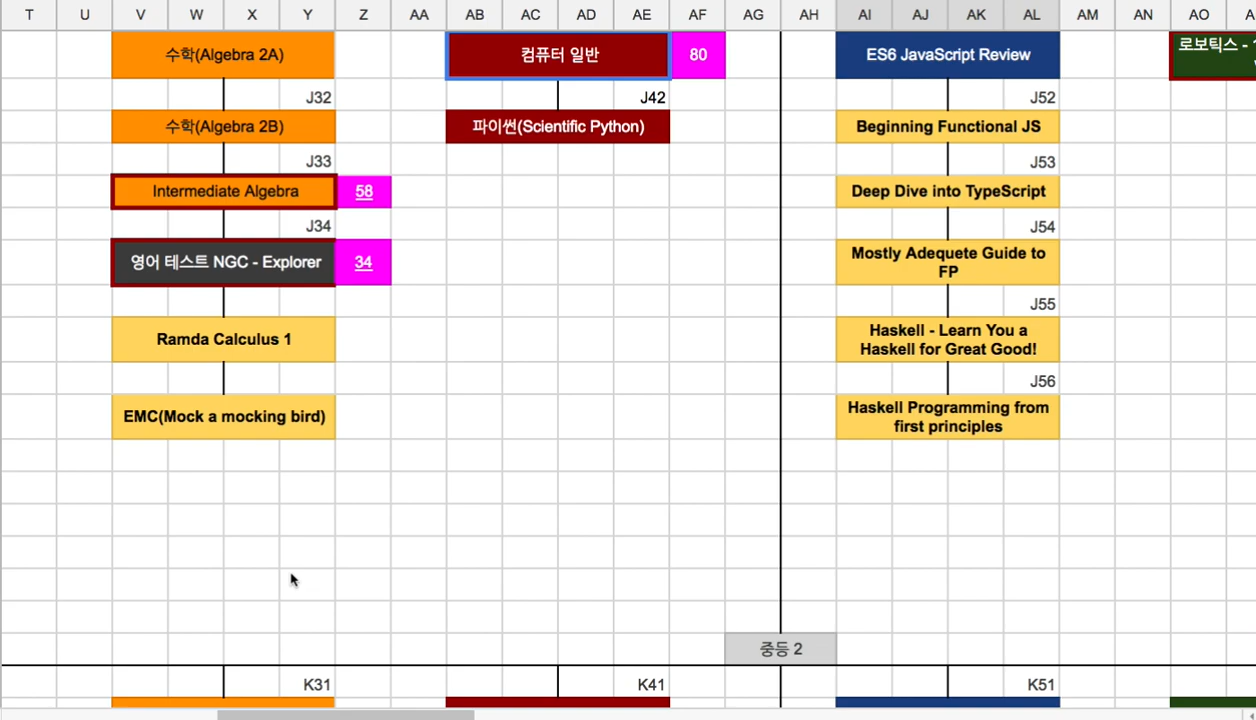 T U V W X Y Z AA AB AC AD AE AF AG AH AI AJ AK AL AM AN AO
수학(Algebra 2A) 컴퓨터 일반 80 ES6 JavaScript Review 로보틱스 -
J32 J42 J52
수학(Algebra 2B) 파이썬(Scientific Python) Beginning Functional JS
J33 J53
Intermediate Algebra 58 Deep Dive into TypeScript
J34 J54
영어 테스트 NGC - Explorer 34 Mostly Adequete Guide to
FP
J55
Ramda Calculus 1 Haskell - Learn You a
Haskell for Great Good!
J56
EMC(Mock a mocking bird) Haskell Programming from
first principles
중등 2
K31 K41 K51